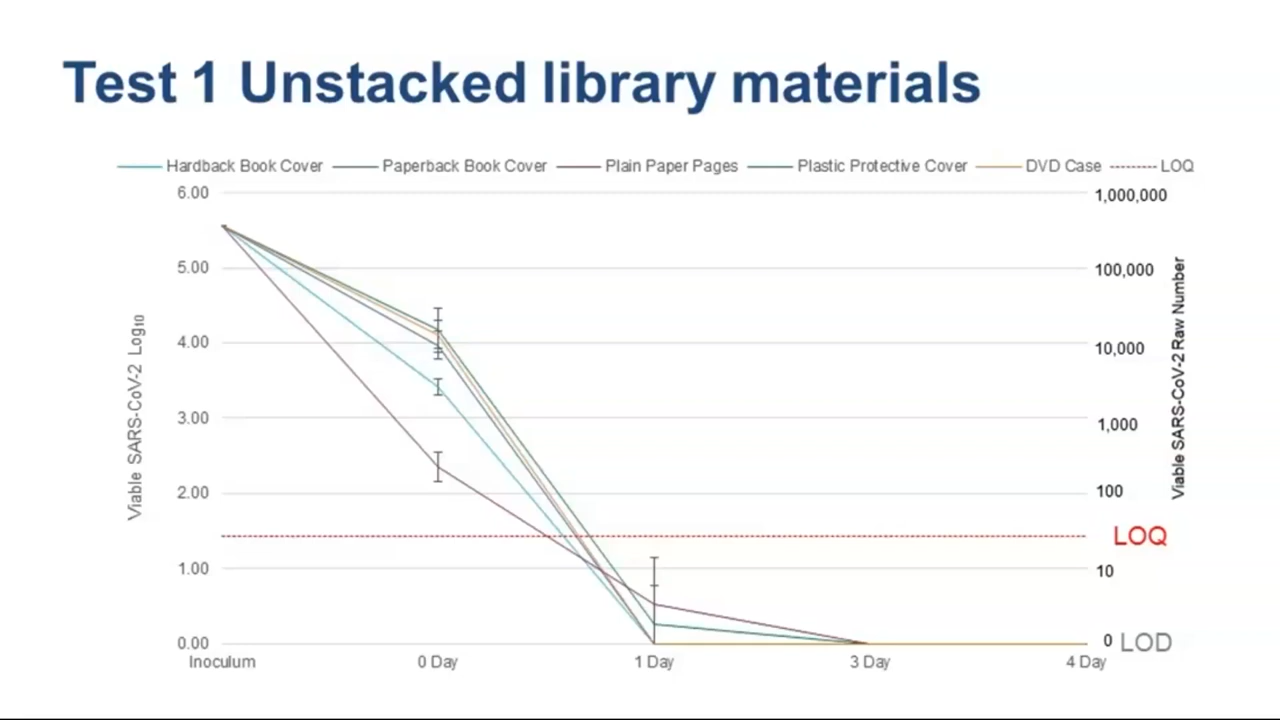 Test 1 Unstacked library materials
Hardback Book Cover Paperback Book Cover Plain Paper Pages Plastic Protective Cover DVD Case LOQ
6.00 1,000,000
5.00 100,000
4.00 10,000
3.00 1,000
2.00 100
LOQ
1.00 10
0.00 0 LOD
Inoculum 0 Day 1 Day 3 Day 4 Day
Viable SARS-CoV-2 Log₁₀
Viable SARS-CoV-2 Raw Number